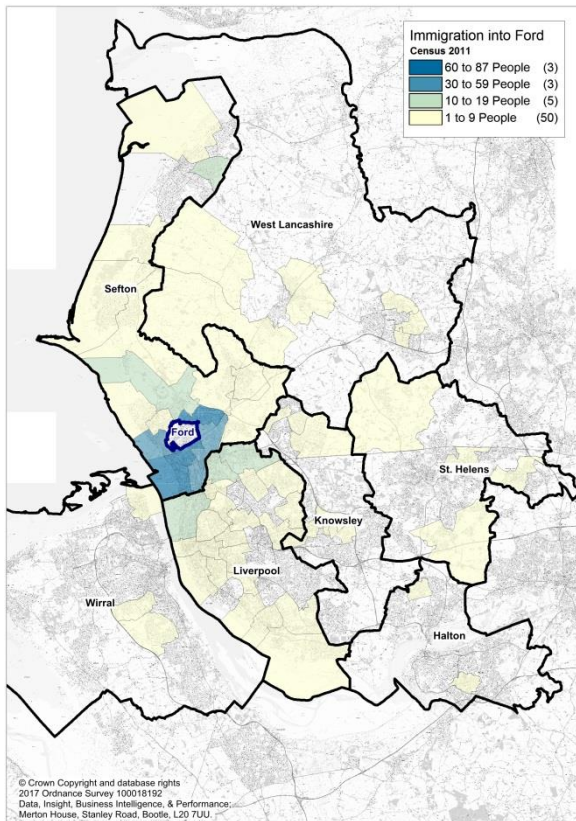 Immigration into Ford
Census 2011
60 to 87 People (3)
30 to 59 People (3)
10 to 19 People (5)
1 to 9 People (50)
West Lancashire
Sefton
Ford
St. Helens
Knowsley
Liverpool
Wirral
Halton
© Crown Copyright and database rights
2017 Ordnance Survey 100018192
Data, Insight, Business Intelligence, & Performance:
Merton House, Stanley Road, Bootle, L20 7UU.